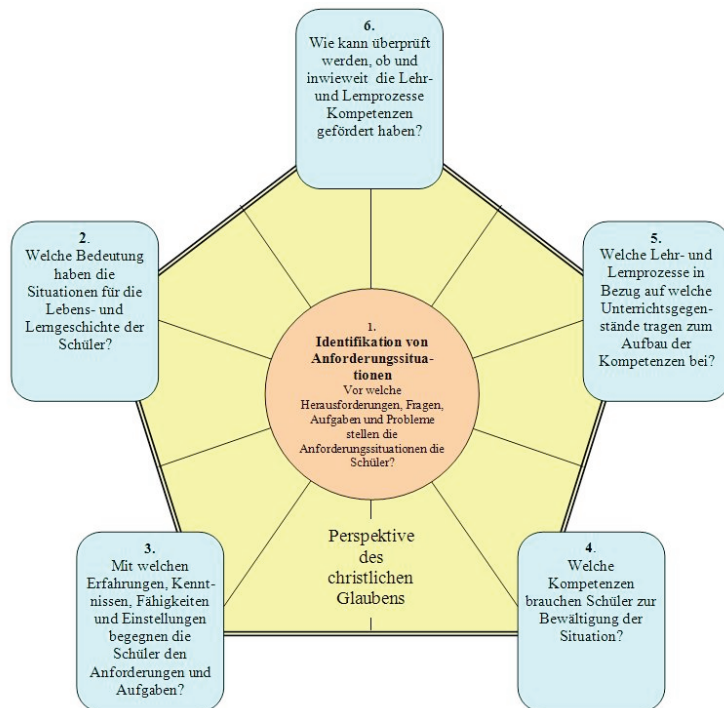 6.
Wie kann überprüft
werden, ob und
inwieweit die Lehr-
und Lernprozesse
Kompetenzen
gefördert haben?
2.
Welche Bedeutung
haben die
Situationen für die
Lebens- und
Lerngeschichte der
Schüler?
5.
Welche Lehr- und
Lernprozesse in
Bezug auf welche
Unterrichtsgegen-
stände tragen zum
Aufbau der
Kompetenzen bei?
1.
Identifikation von
Anforderungssitua-
tionen
Vor welche
Herausforderungen, Fragen,
Aufgaben und Probleme
stellen die
Anforderungssituationen die
Schüler?
3.
Mit welchen
Erfahrungen, Kennt-
nissen, Fähigkeiten
und Einstellungen
begegnen die
Schüler den
Anforderungen und
Aufgaben?
Perspektive
des
christlichen
Glaubens
4.
Welche
Kompetenzen
brauchen Schüler zur
Bewältigung der
Situation?